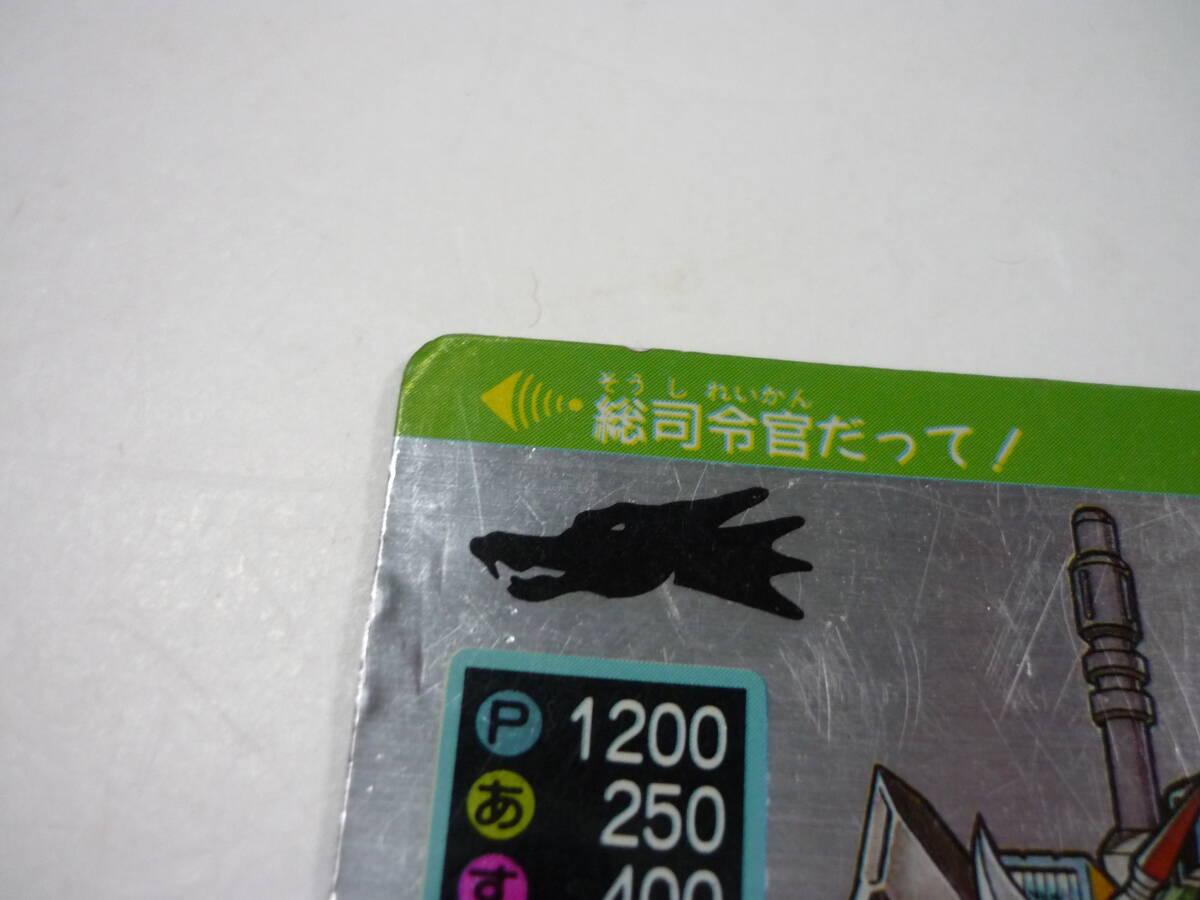 そうしれいかん
総司令官だって!
P 1200
あ 250
す 400